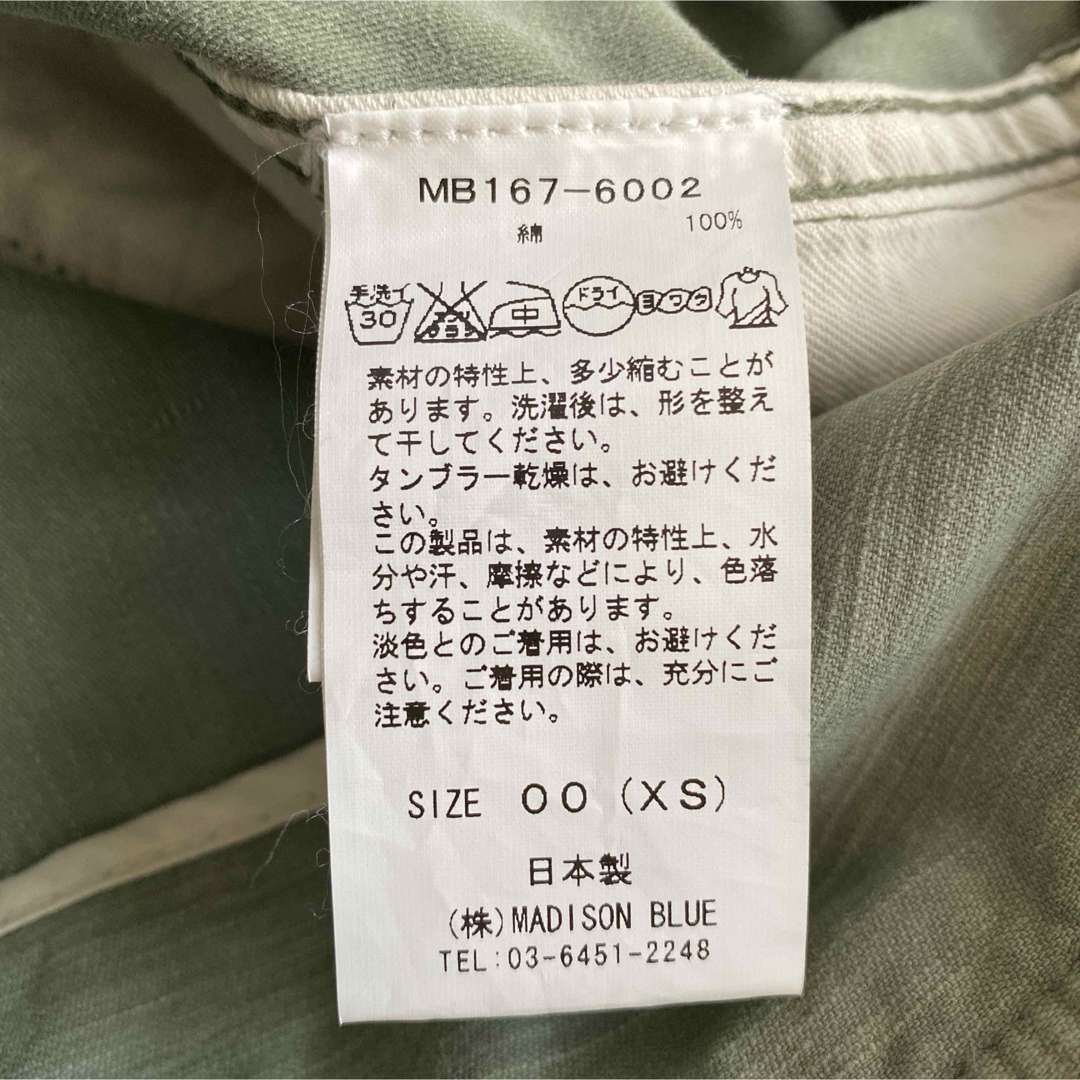 MB167-6002
綿 100%
手洗イ 30 エンソ サラシ 中 ドライ ヨワク
素材の特性上、多少縮むことが
あります。洗濯後は、形を整え
て干してください。
タンブラー乾燥は、お避けくだ
さい。
この製品は、素材の特性上、水
分や汗、摩擦などにより、色落
ちすることがあります。
淡色とのご着用は、お避けくだ
さい。ご着用の際は、充分にご
注意ください。
SIZE 00(XS)
日本製
(株)MADISON BLUE
TEL:03-6451-2248